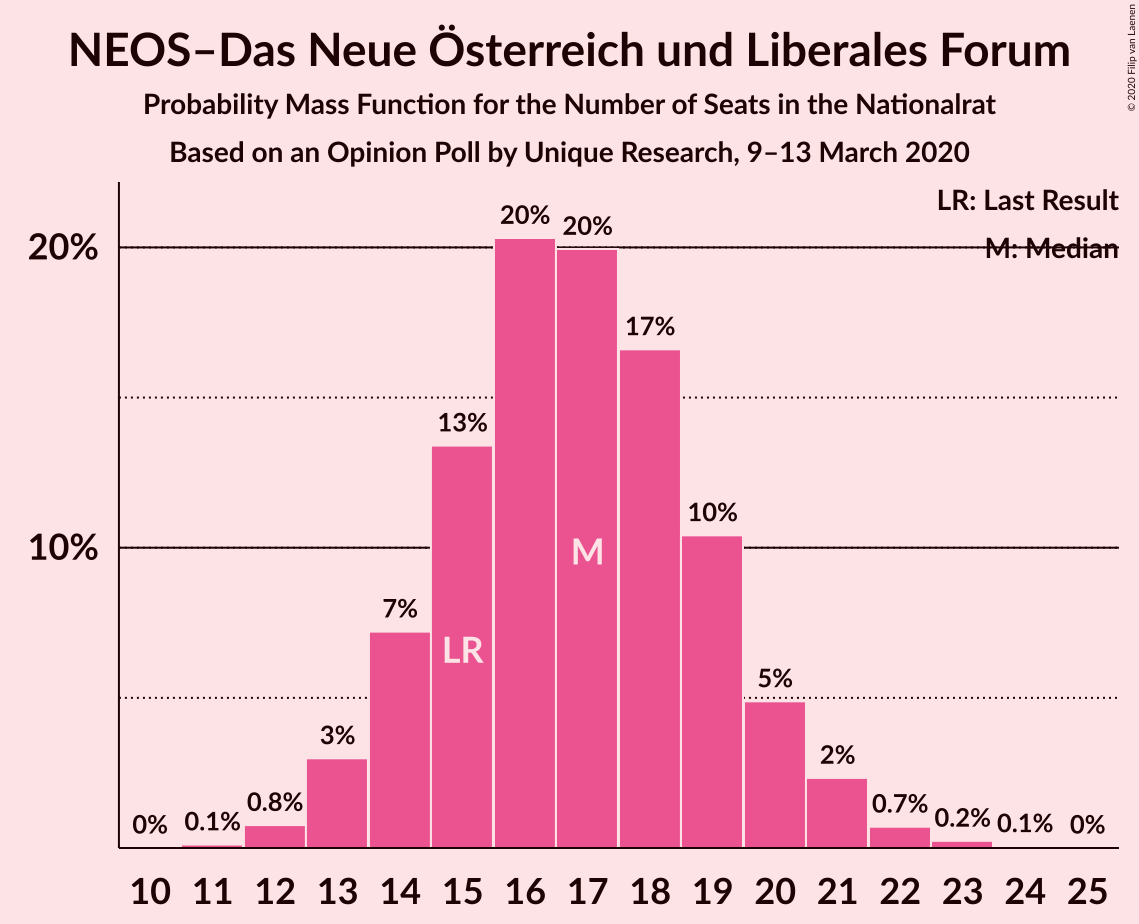 NEOS–Das Neue Österreich und Liberales Forum
Probability Mass Function for the Number of Seats in the Nationalrat
Based on an Opinion Poll by Unique Research, 9–13 March 2020
© 2020 Filip van Laenen
LR: Last Result
M: Median
20%
10%
0%
0.1%
0.8%
3%
7%
13%
20%
20%
17%
10%
5%
2%
0.7%
0.2%
0.1%
0%
LR
M
10 11 12 13 14 15 16 17 18 19 20 21 22 23 24 25